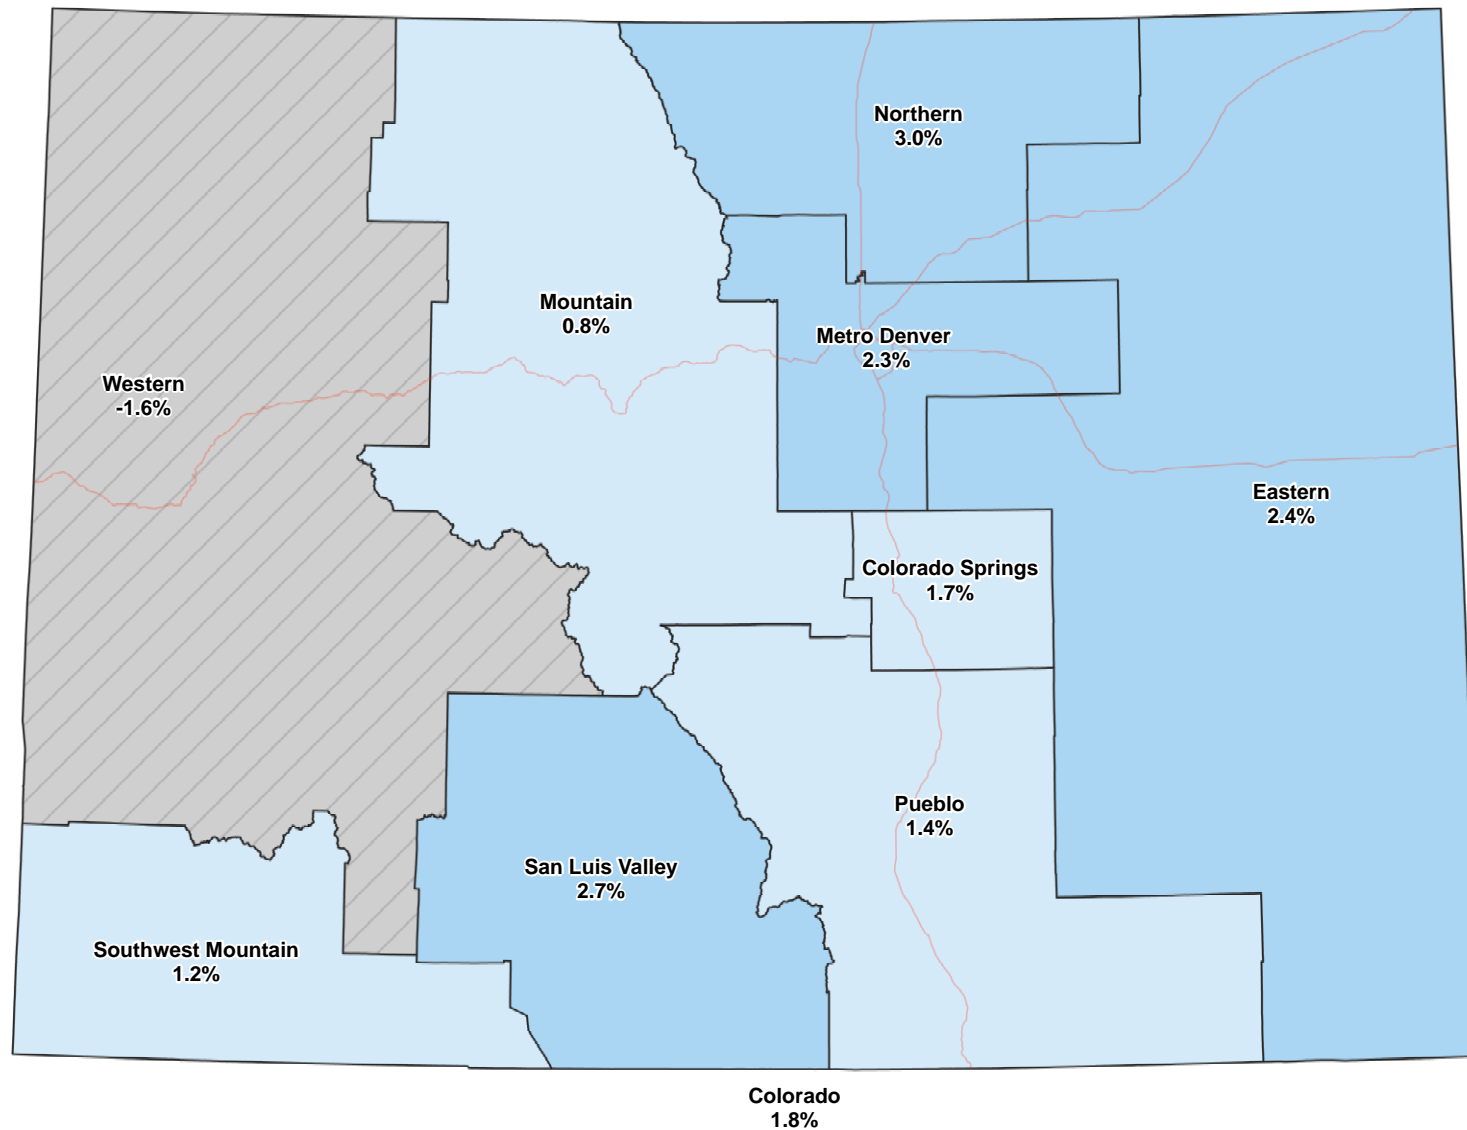 Northern
3.0%
Mountain
0.8%
Metro Denver
2.3%
Western
-1.6%
Eastern
2.4%
Colorado Springs
1.7%
Pueblo
1.4%
San Luis Valley
2.7%
Southwest Mountain
1.2%
Colorado
1.8%